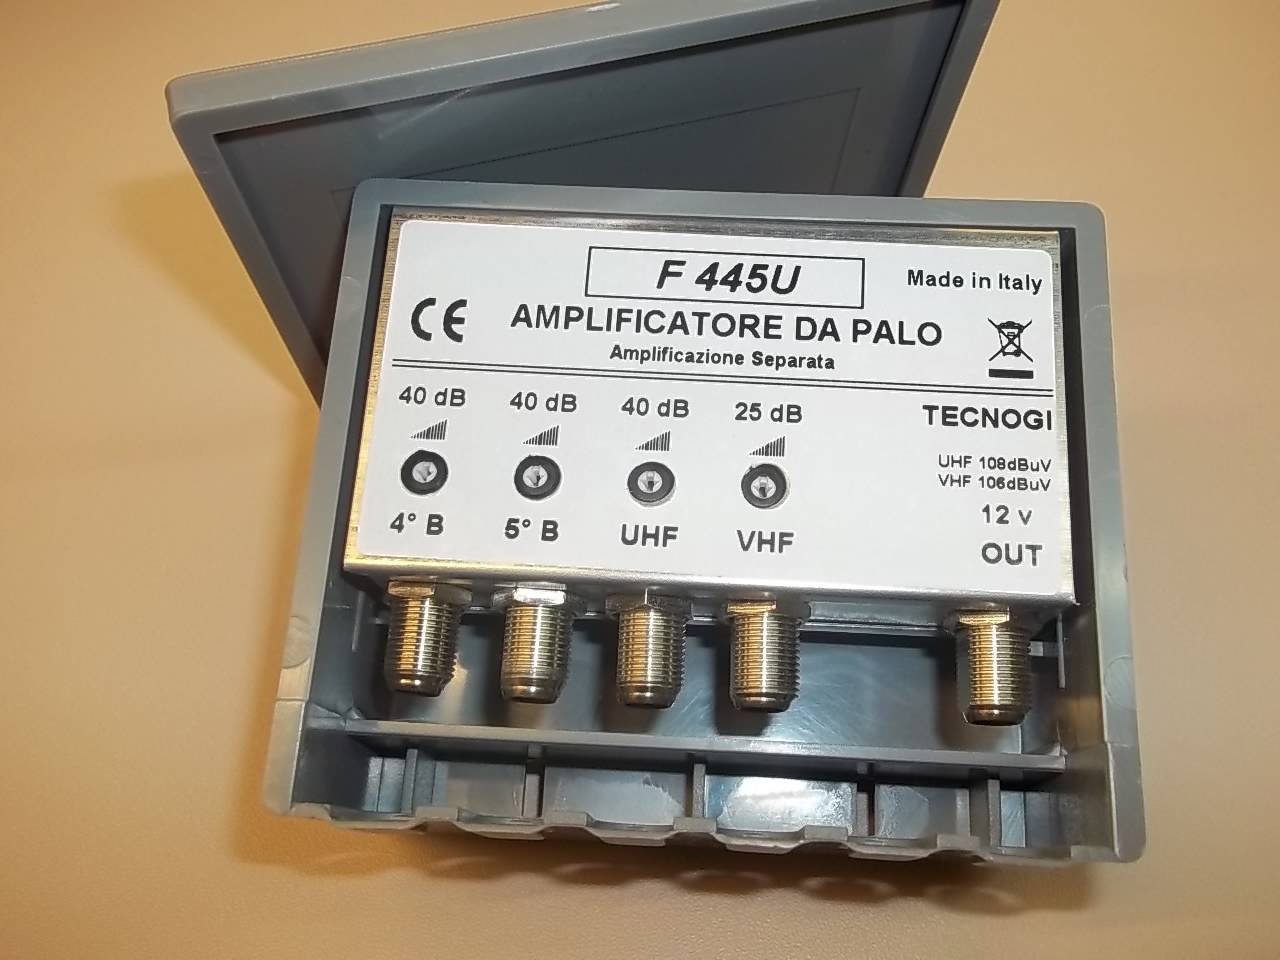 F 445U
Made in Italy
CE
AMPLIFICATORE DA PALO
Amplificazione Separata
40 dB 40 dB 40 dB 25 dB
TECNOGI
UHF 108dBuV
VHF 106dBuV
12 v
4° B 5° B UHF VHF
OUT